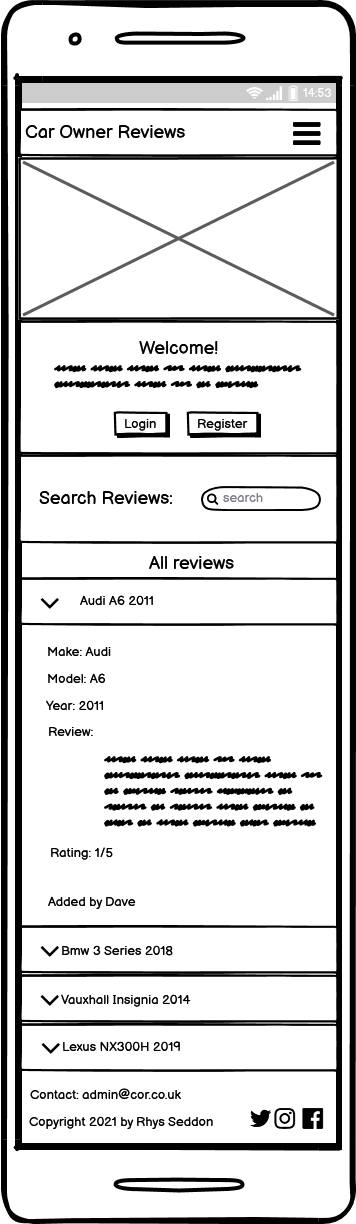 14:53
Car Owner Reviews
Welcome!
Login Register
Search Reviews: search
All reviews
Audi A6 2011
Make: Audi
Model: A6
Year: 2011
Review:
Rating: 1/5
Added by Dave
Bmw 3 Series 2018
Vauxhall Insignia 2014
Lexus NX300H 2019
Contact: admin@cor.co.uk
Copyright 2021 by Rhys Seddon